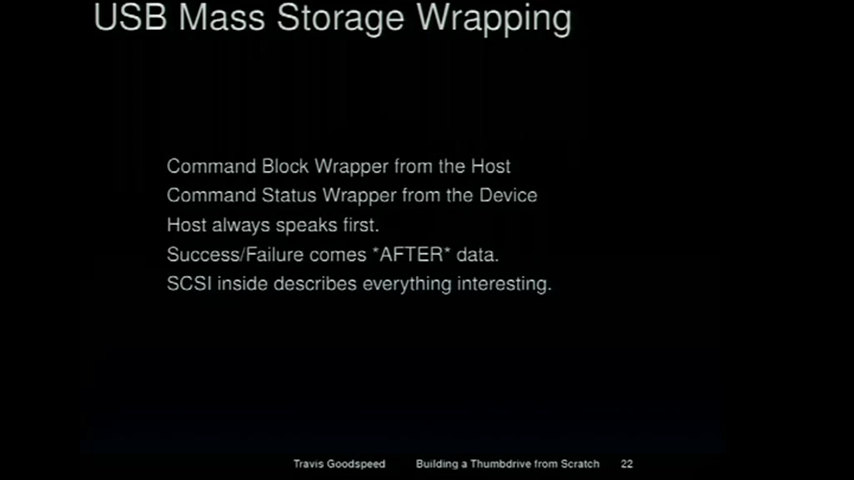 USB Mass Storage Wrapping
Command Block Wrapper from the Host
Command Status Wrapper from the Device
Host always speaks first.
Success/Failure comes *AFTER* data.
SCSI inside describes everything interesting.
Travis Goodspeed Building a Thumbdrive from Scratch 22